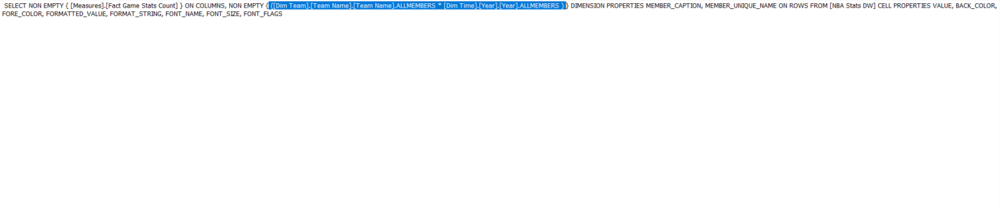 SELECT NON EMPTY { [Measures].[Fact Game Stats Count] } ON COLUMNS, NON EMPTY { ([Dim Team].[Team Name].[Team Name].ALLMEMBERS * [Dim Time].[Year].[Year].ALLMEMBERS ) } DIMENSION PROPERTIES MEMBER_CAPTION, MEMBER_UNIQUE_NAME ON ROWS FROM [NBA Stats DW] CELL PROPERTIES VALUE, BACK_COLOR,
FORE_COLOR, FORMATTED_VALUE, FORMAT_STRING, FONT_NAME, FONT_SIZE, FONT_FLAGS